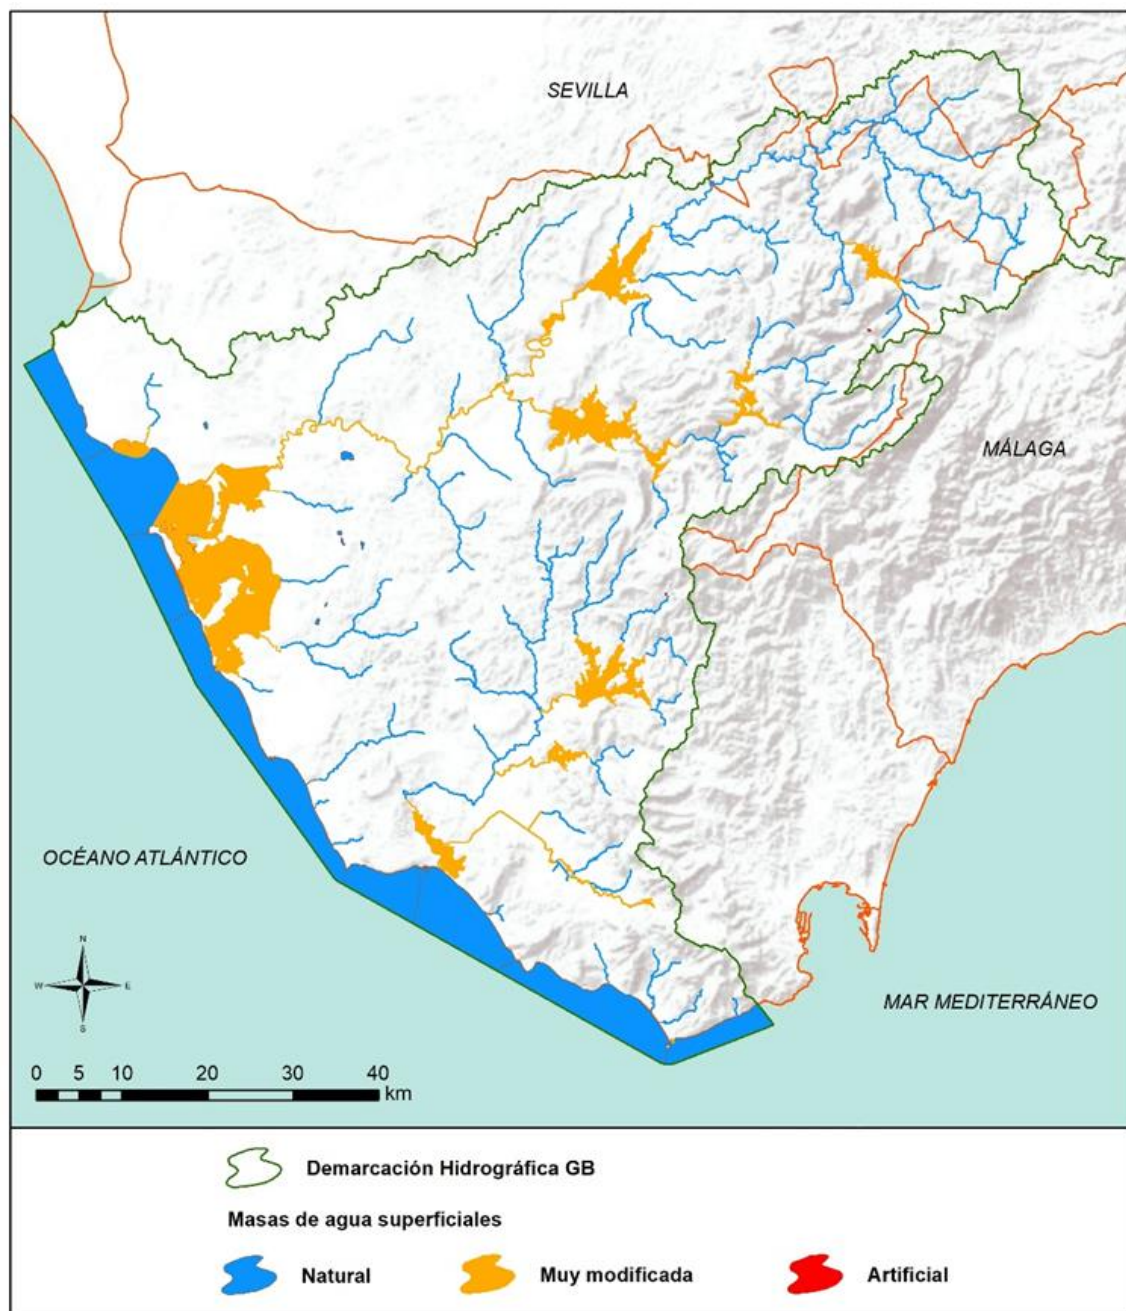 SEVILLA
MÁLAGA
OCÉANO ATLÁNTICO
N
W E
S
MAR MEDITERRÁNEO
0 5 10 20 30 40
km
Demarcación Hidrográfica GB
Masas de agua superficiales
Natural Muy modificada Artificial